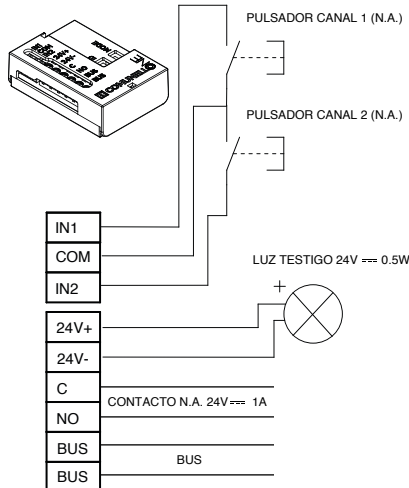 COMUNELLO
PULSADOR CANAL 1 (N.A.)
PULSADOR CANAL 2 (N.A.)
IN1
COM
IN2
LUZ TESTIGO 24V ⎓ 0.5W
+
24V+
24V-
C
CONTACTO N.A. 24V ⎓ 1A
NO
BUS
BUS
BUS